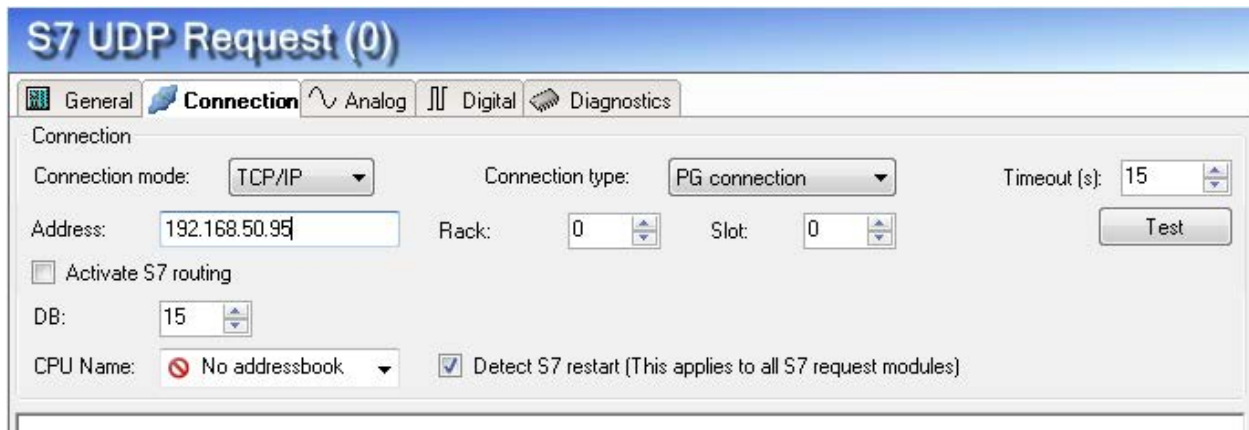 S7 UDP Request (0)
General Connection Analog Digital Diagnostics
Connection
Connection mode: TCP/IP Connection type: PG connection Timeout (s): 15
Address: 192.168.50.95 Rack: 0 Slot: 0 Test
Activate S7 routing
DB: 15
CPU Name: No addressbook Detect S7 restart (This applies to all S7 request modules)